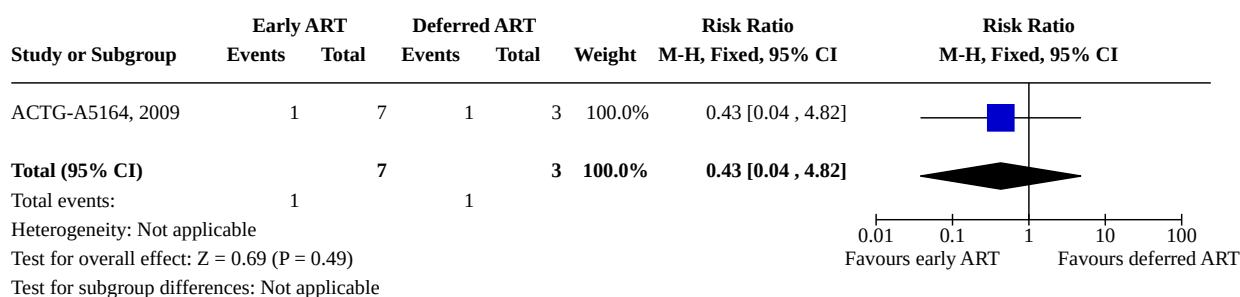 Early ART Deferred ART Risk Ratio Risk Ratio
Study or Subgroup Events Total Events Total Weight M-H, Fixed, 95% CI M-H, Fixed, 95% CI
ACTG-A5164, 2009 1 7 1 3 100.0% 0.43 [0.04 , 4.82]
Total (95% CI) 7 3 100.0% 0.43 [0.04 , 4.82]
Total events: 1 1
Heterogeneity: Not applicable
0.01 0.1 1 10 100
Test for overall effect: Z = 0.69 (P = 0.49) Favours early ART Favours deferred ART
Test for subgroup differences: Not applicable